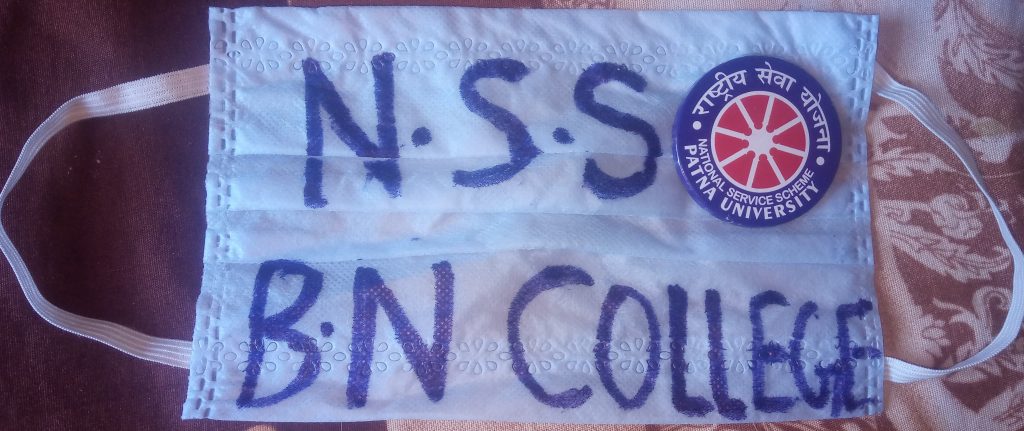 N.S.S
राष्ट्रीय सेवा योजना
NATIONAL SERVICE SCHEME
PATNA UNIVERSITY
B.N COLLEGE